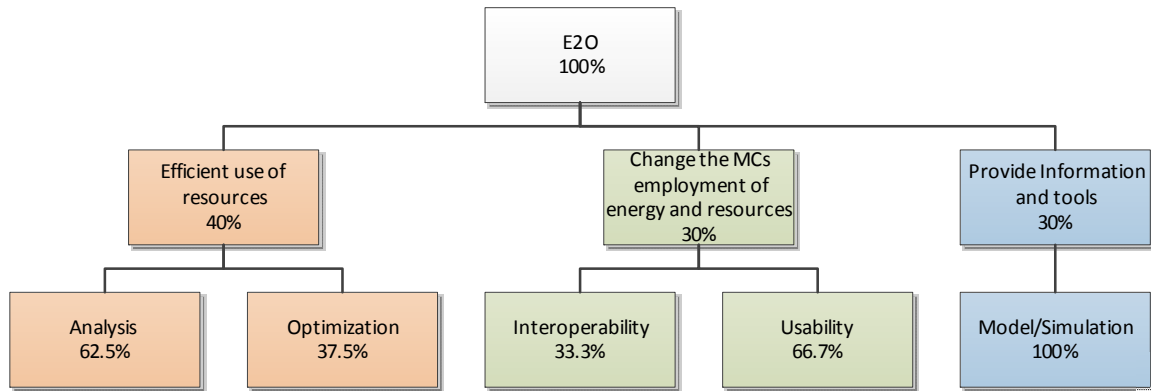 E2O
100%
Efficient use of
resources
40%
Change the MCs
employment of
energy and resources
30%
Provide Information
and tools
30%
Analysis
62.5%
Optimization
37.5%
Interoperability
33.3%
Usability
66.7%
Model/Simulation
100%